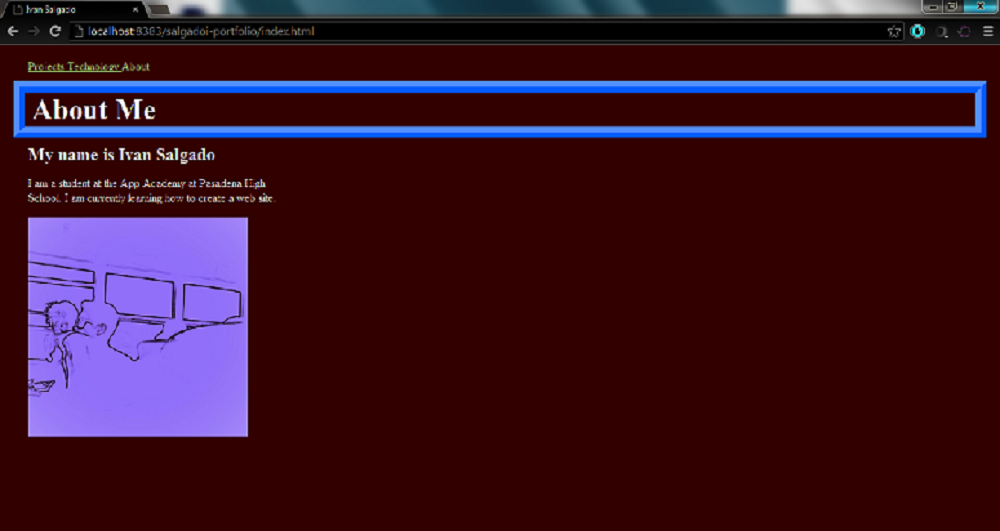 Ivan Salgado
localhost:8383/salgadoi-portfolio/index.html
Projects Technology About
About Me
My name is Ivan Salgado
I am a student at the App Academy at Pasadena High
School. I am currently learning how to create a web site.